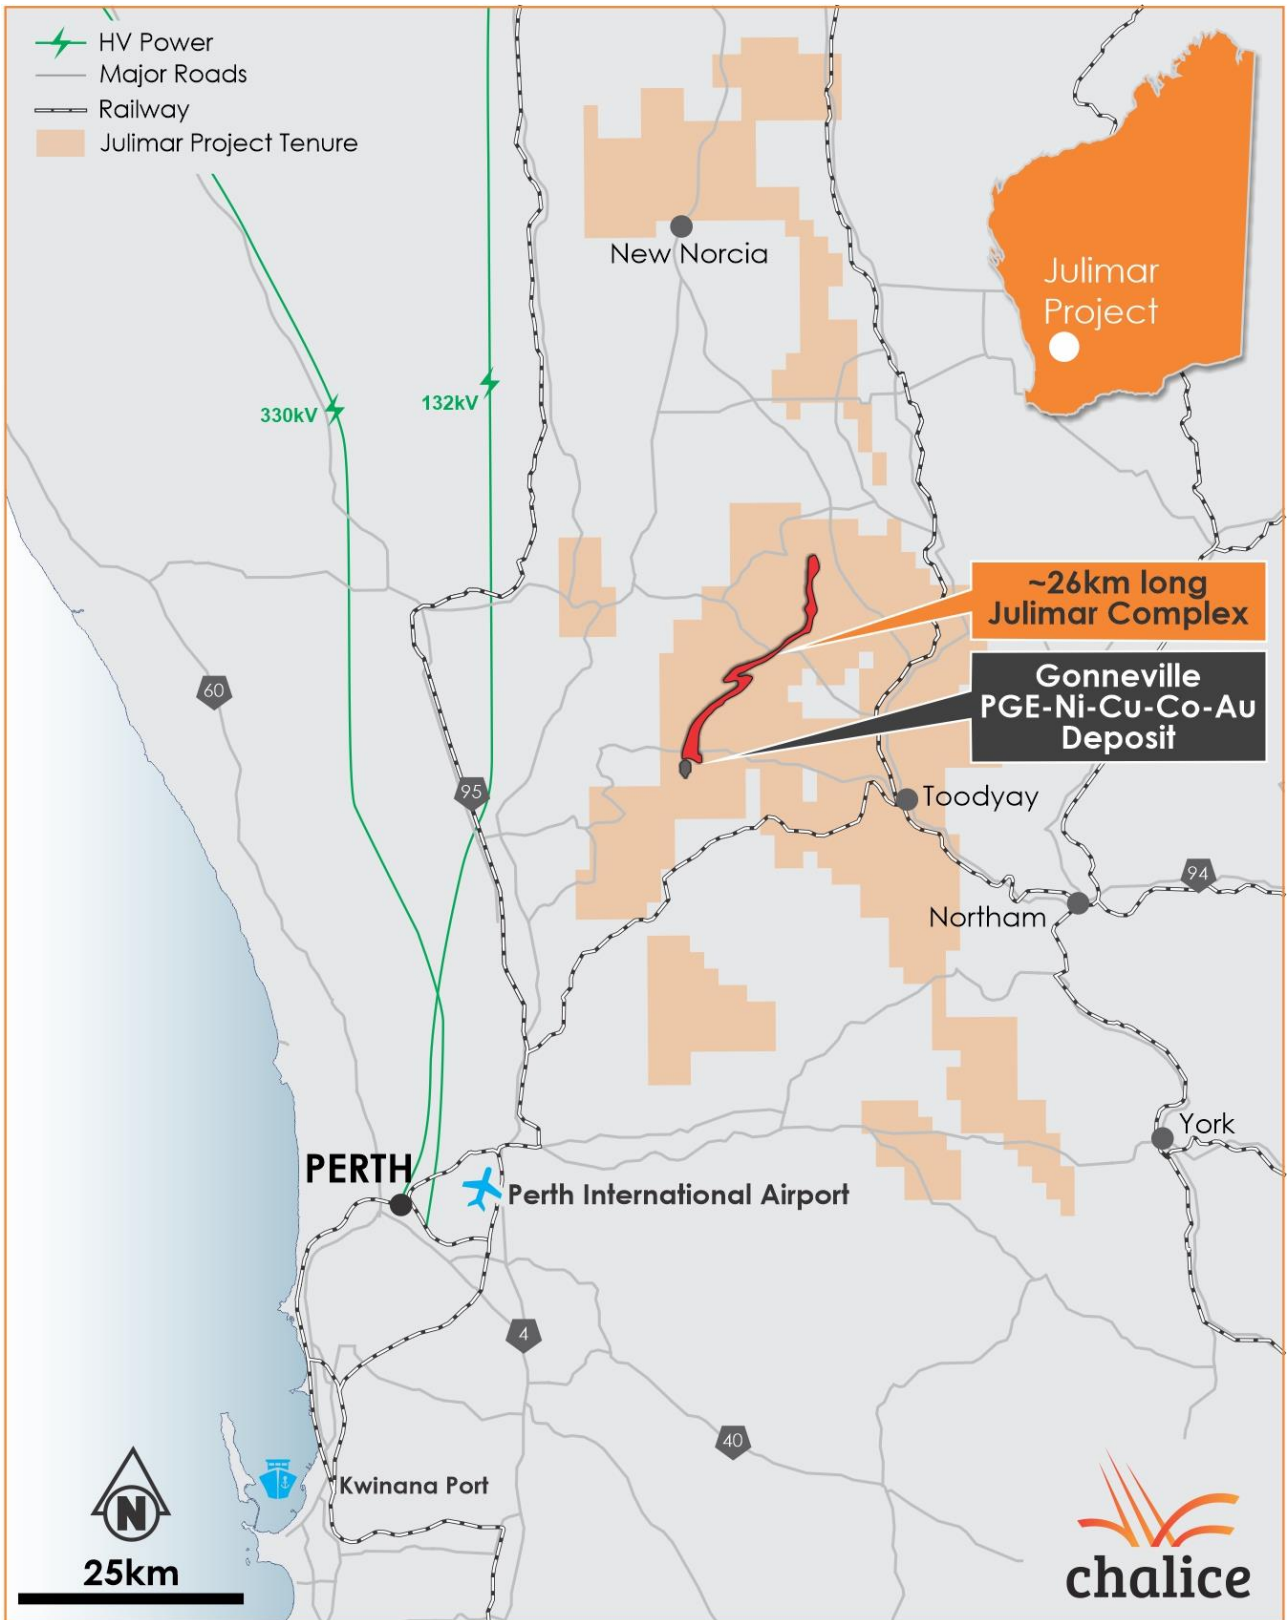 HV Power
Major Roads
Railway
Julimar Project Tenure
New Norcia
Julimar
Project
330kV
132kV
~26km long
Julimar Complex
Gonneville
PGE-Ni-Cu-Co-Au
Deposit
60
95
Toodyay
94
Northam
York
PERTH
Perth International Airport
4
40
Kwinana Port
N
25km
chalice